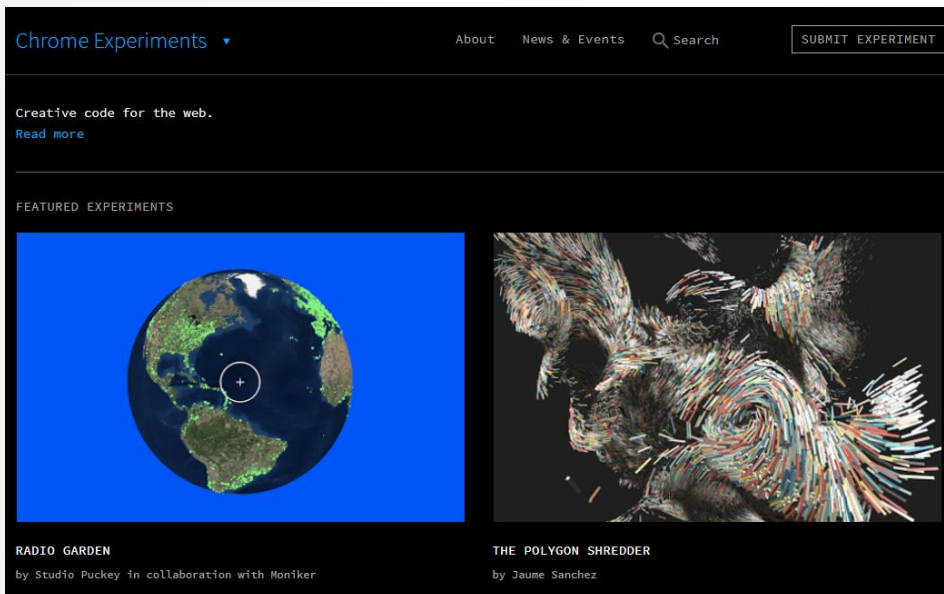 Chrome Experiments
About News & Events Search SUBMIT EXPERIMENT
Creative code for the web.
Read more
FEATURED EXPERIMENTS
RADIO GARDEN
by Studio Puckey in collaboration with Moniker
THE POLYGON SHREDDER
by Jaume Sanchez